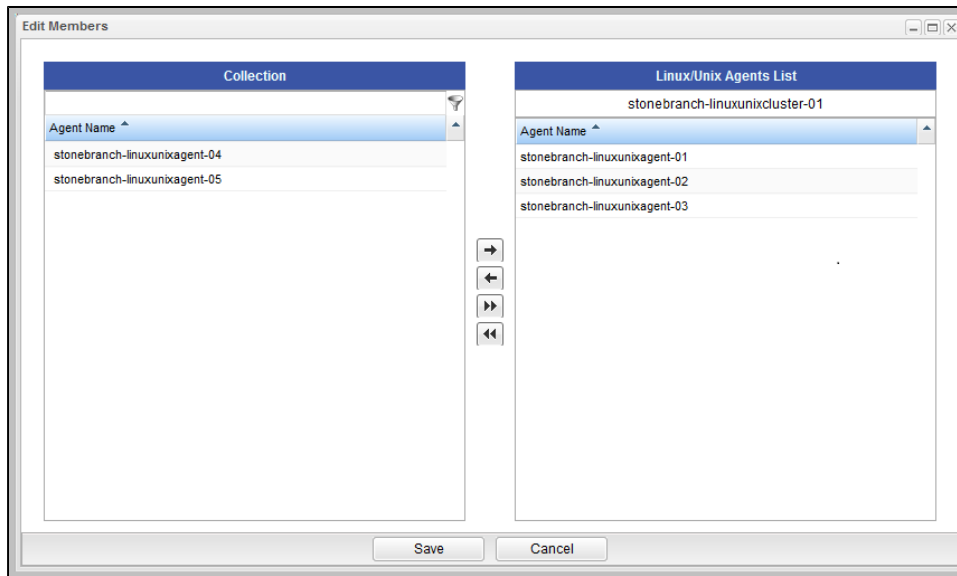 Edit Members
Collection
Agent Name
stonebranch-linuxunixagent-04
stonebranch-linuxunixagent-05
Linux/Unix Agents List
stonebranch-linuxunixcluster-01
Agent Name
stonebranch-linuxunixagent-01
stonebranch-linuxunixagent-02
stonebranch-linuxunixagent-03
Save
Cancel